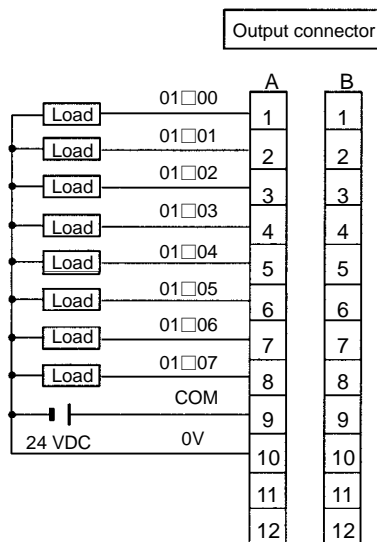 Output connector
A B
Load 01□00 1 1
Load 01□01 2 2
Load 01□02 3 3
Load 01□03 4 4
Load 01□04 5 5
Load 01□05 6 6
Load 01□06 7 7
Load 01□07 8 8
COM 9 9
24 VDC 0V 10 10
11 11
12 12